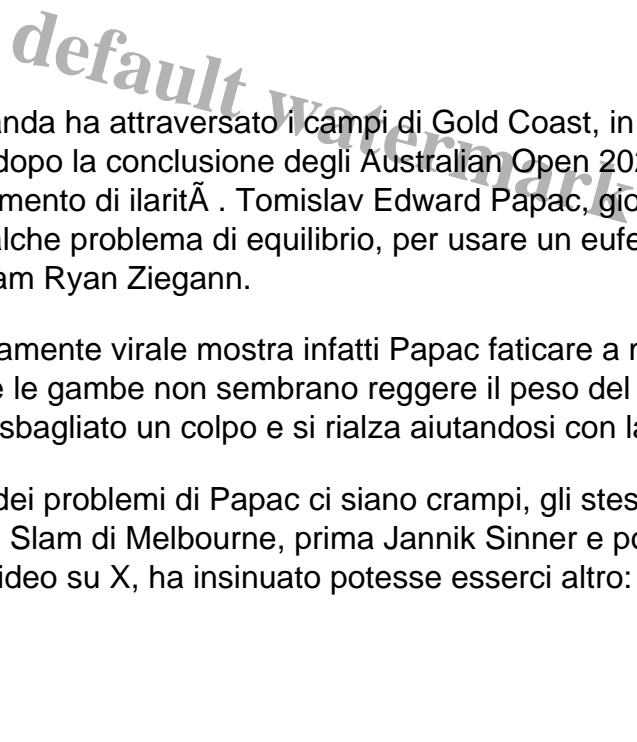 default watermark
anda ha attraversato i campi di Gold Coast, in
dopo la conclusione degli Australian Open 202
mento di ilaritÃ . Tomislav Edward Papac, gio
alche problema di equilibrio, per usare un eufe
am Ryan Ziegann.
amente virale mostra infatti Papac faticare a r
e le gambe non sembrano reggere il peso del
sbagliato un colpo e si rialza aiutandosi con la
dei problemi di Papac ci siano crampi, gli stes
Slam di Melbourne, prima Jannik Sinner e po
ideo su X, ha insinuato potesse esserci altro: